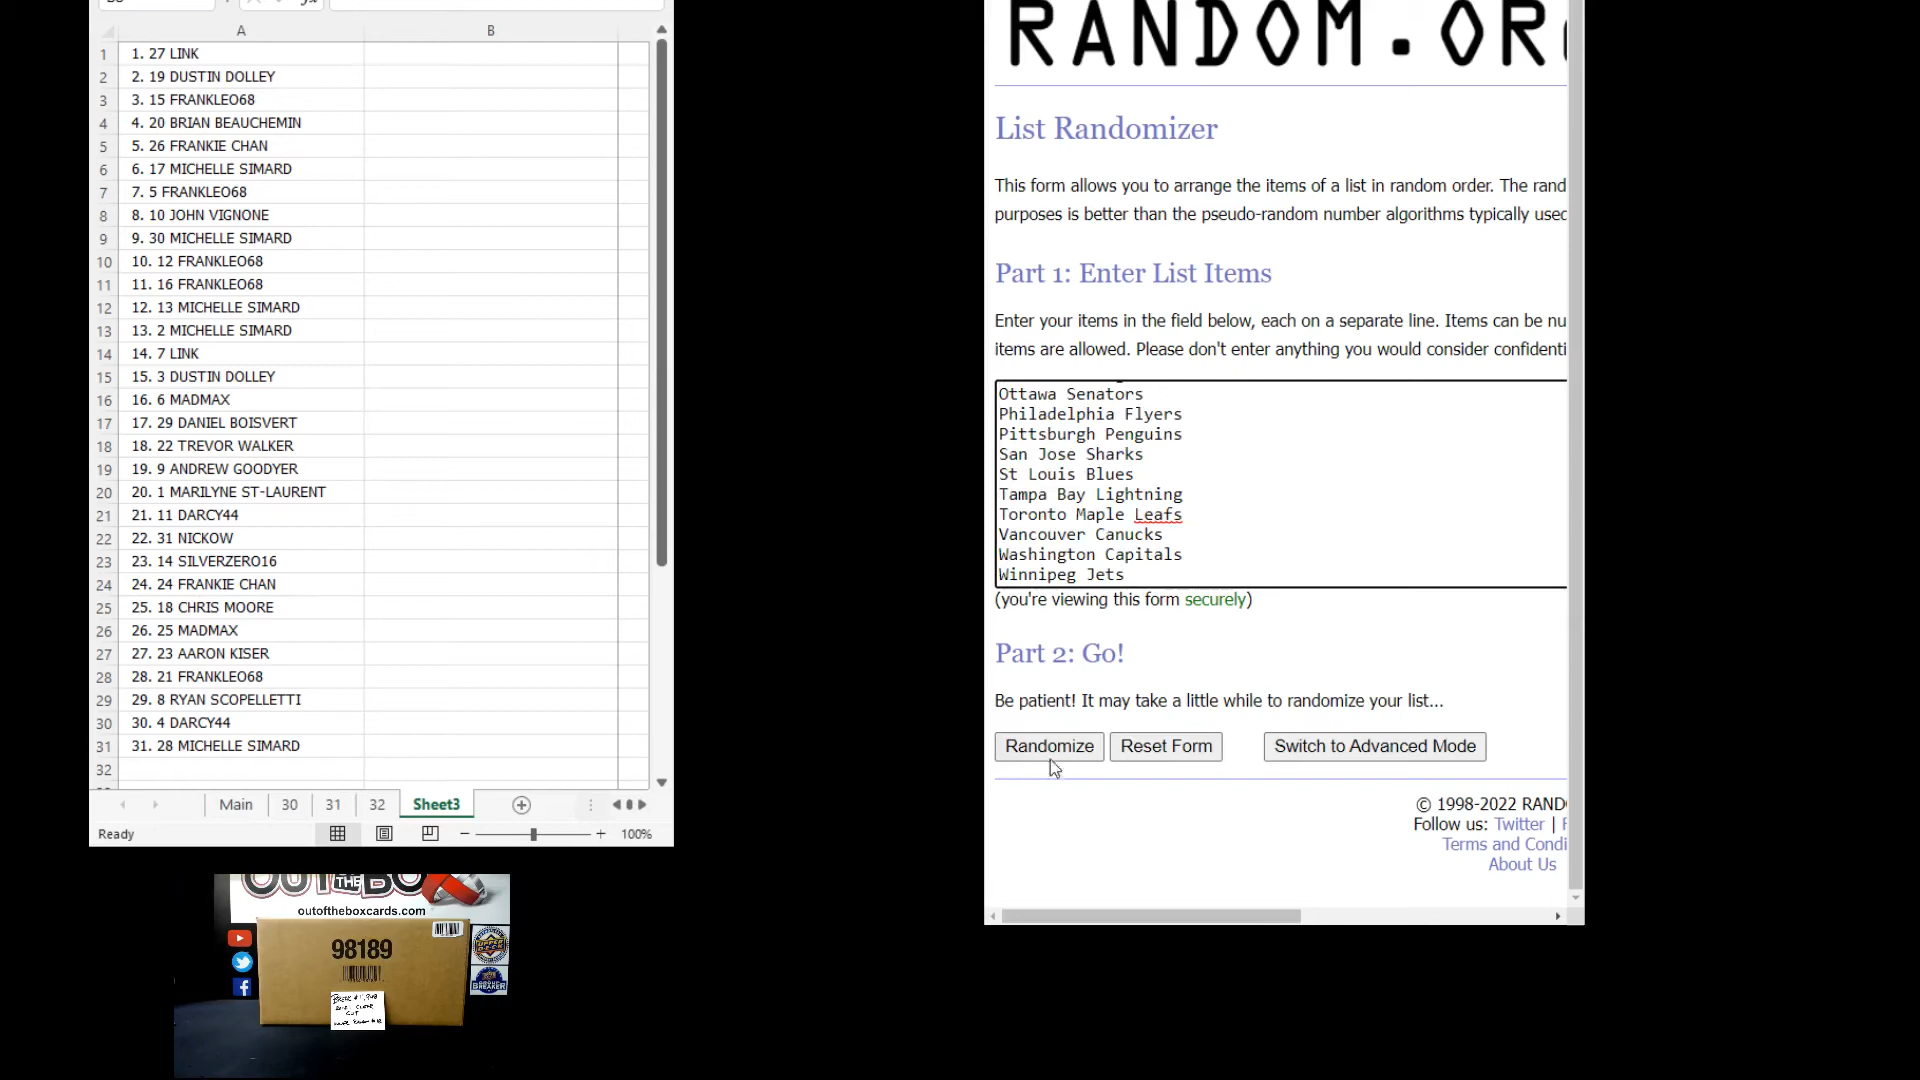 A
B
1 1. 27 LINK
2 2. 19 DUSTIN DOLLEY
3 3. 15 FRANKLEO68
4 4. 20 BRIAN BEAUCHEMIN
5 5. 26 FRANKIE CHAN
6 6. 17 MICHELLE SIMARD
7 7. 5 FRANKLEO68
8 8. 10 JOHN VIGNONE
9 9. 30 MICHELLE SIMARD
10 10. 12 FRANKLEO68
11 11. 16 FRANKLEO68
12 12. 13 MICHELLE SIMARD
13 13. 2 MICHELLE SIMARD
14 14. 7 LINK
15 15. 3 DUSTIN DOLLEY
16 16. 6 MADMAX
17 17. 29 DANIEL BOISVERT
18 18. 22 TREVOR WALKER
19 19. 9 ANDREW GOODYER
20 20. 1 MARILYNE ST-LAURENT
21 21. 11 DARCY44
22 22. 31 NICKOW
23 23. 14 SILVERZERO16
24 24. 24 FRANKIE CHAN
25 25. 18 CHRIS MOORE
26 26. 25 MADMAX
27 27. 23 AARON KISER
28 28. 21 FRANKLEO68
29 29. 8 RYAN SCOPELLETTI
30 30. 4 DARCY44
31 31. 28 MICHELLE SIMARD
32
Main 30 31 32 Sheet3
Ready 100%
OUT OF THE BOX
outoftheboxcards.com
98189
UPPER DECK
GROUP BREAKER
CUT
RANDOM.OR
List Randomizer
This form allows you to arrange the items of a list in random order. The rand
purposes is better than the pseudo-random number algorithms typically used
Part 1: Enter List Items
Enter your items in the field below, each on a separate line. Items can be nu
items are allowed. Please don't enter anything you would consider confidenti
Ottawa Senators
Philadelphia Flyers
Pittsburgh Penguins
San Jose Sharks
St Louis Blues
Tampa Bay Lightning
Toronto Maple Leafs
Vancouver Canucks
Washington Capitals
Winnipeg Jets
(you're viewing this form securely)
Part 2: Go!
Be patient! It may take a little while to randomize your list...
Randomize Reset Form Switch to Advanced Mode
© 1998-2022 RAND
Follow us: Twitter | F
Terms and Condi
About Us